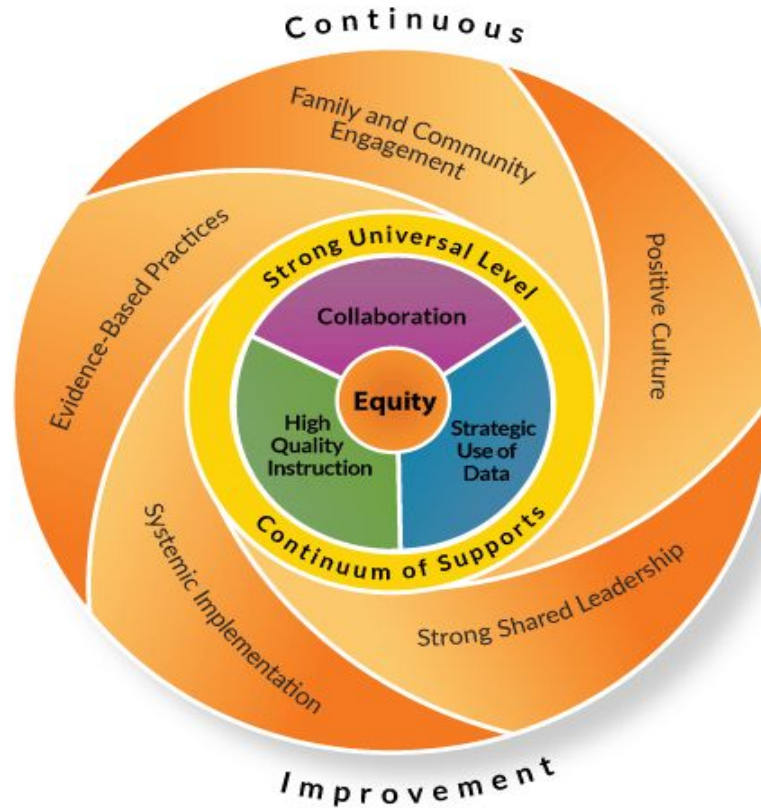 Continuous
Family and Community
Engagement
Positive Culture
Strong Shared Leadership
Systemic Implementation
Evidence-Based Practices
Strong Universal Level
Continuum of Supports
Collaboration
Strategic
Use of
Data
High
Quality
Instruction
Equity
Improvement